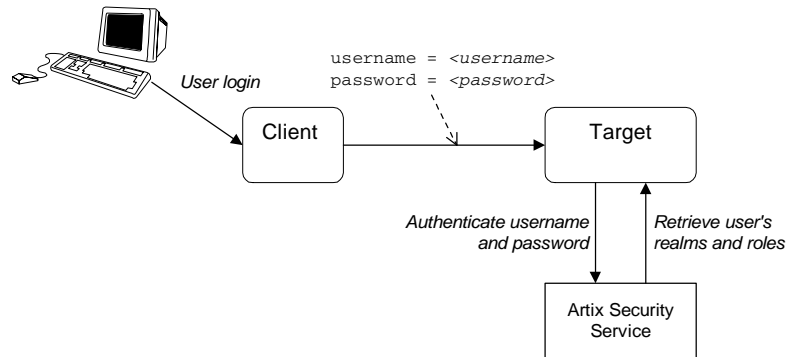 username = <username>
password = <password>
User login
Client
Target
Authenticate username
and password
Retrieve user's
realms and roles
Artix Security
Service